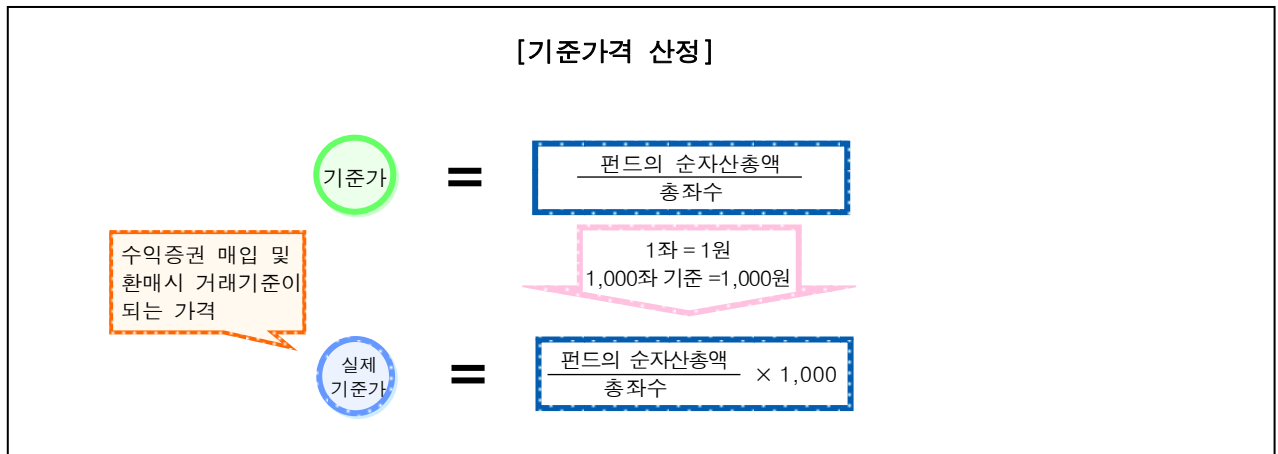 [기준가격 산정]
기준가
=
펀드의 순자산총액
총좌수
1좌 = 1원
1,000좌 기준 =1,000원
수익증권 매입 및
환매시 거래기준이
되는 가격
실제
기준가
=
펀드의 순자산총액
총좌수
× 1,000